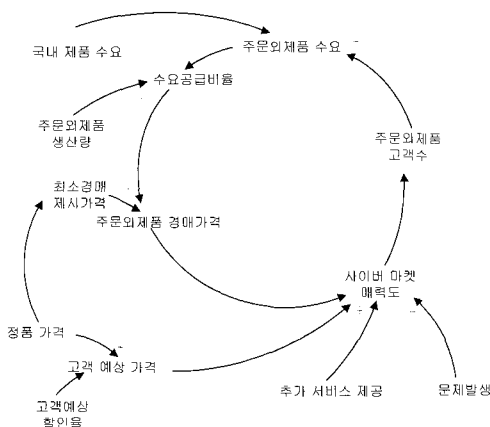 국내 제품 수요
주문외제품 수요
수요공급비율
주문외제품
생산량
주문외제품
고객수
최소경매
제시가격
주문외제품 경매가격
사이버 마켓
매력도
정품 가격
고객 예상 가격
추가 서비스 제공
문제발생
고객예상
할인율